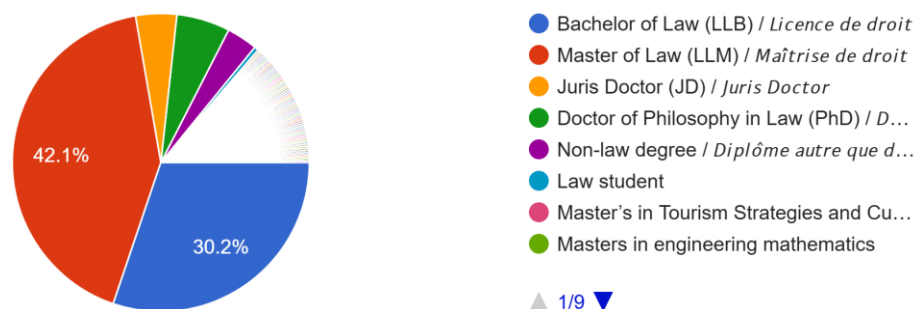 42.1%
30.2%
Bachelor of Law (LLB) / Licence de droit
Master of Law (LLM) / Maîtrise de droit
Juris Doctor (JD) / Juris Doctor
Doctor of Philosophy in Law (PhD) / D...
Non-law degree / Diplôme autre que d...
Law student
Master's in Tourism Strategies and Cu...
Masters in engineering mathematics
1/9